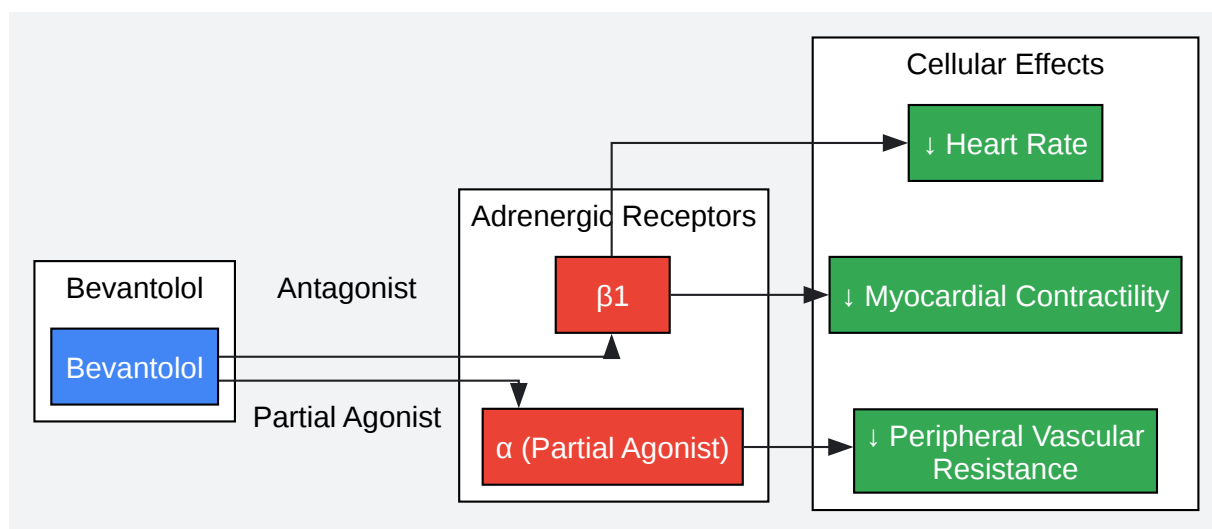 Cellular Effects
↓ Heart Rate
Adrenergic Receptors
Bevantolol
Antagonist
β1
↓ Myocardial Contractility
Bevantolol
Partial Agonist
α (Partial Agonist)
↓ Peripheral Vascular
Resistance